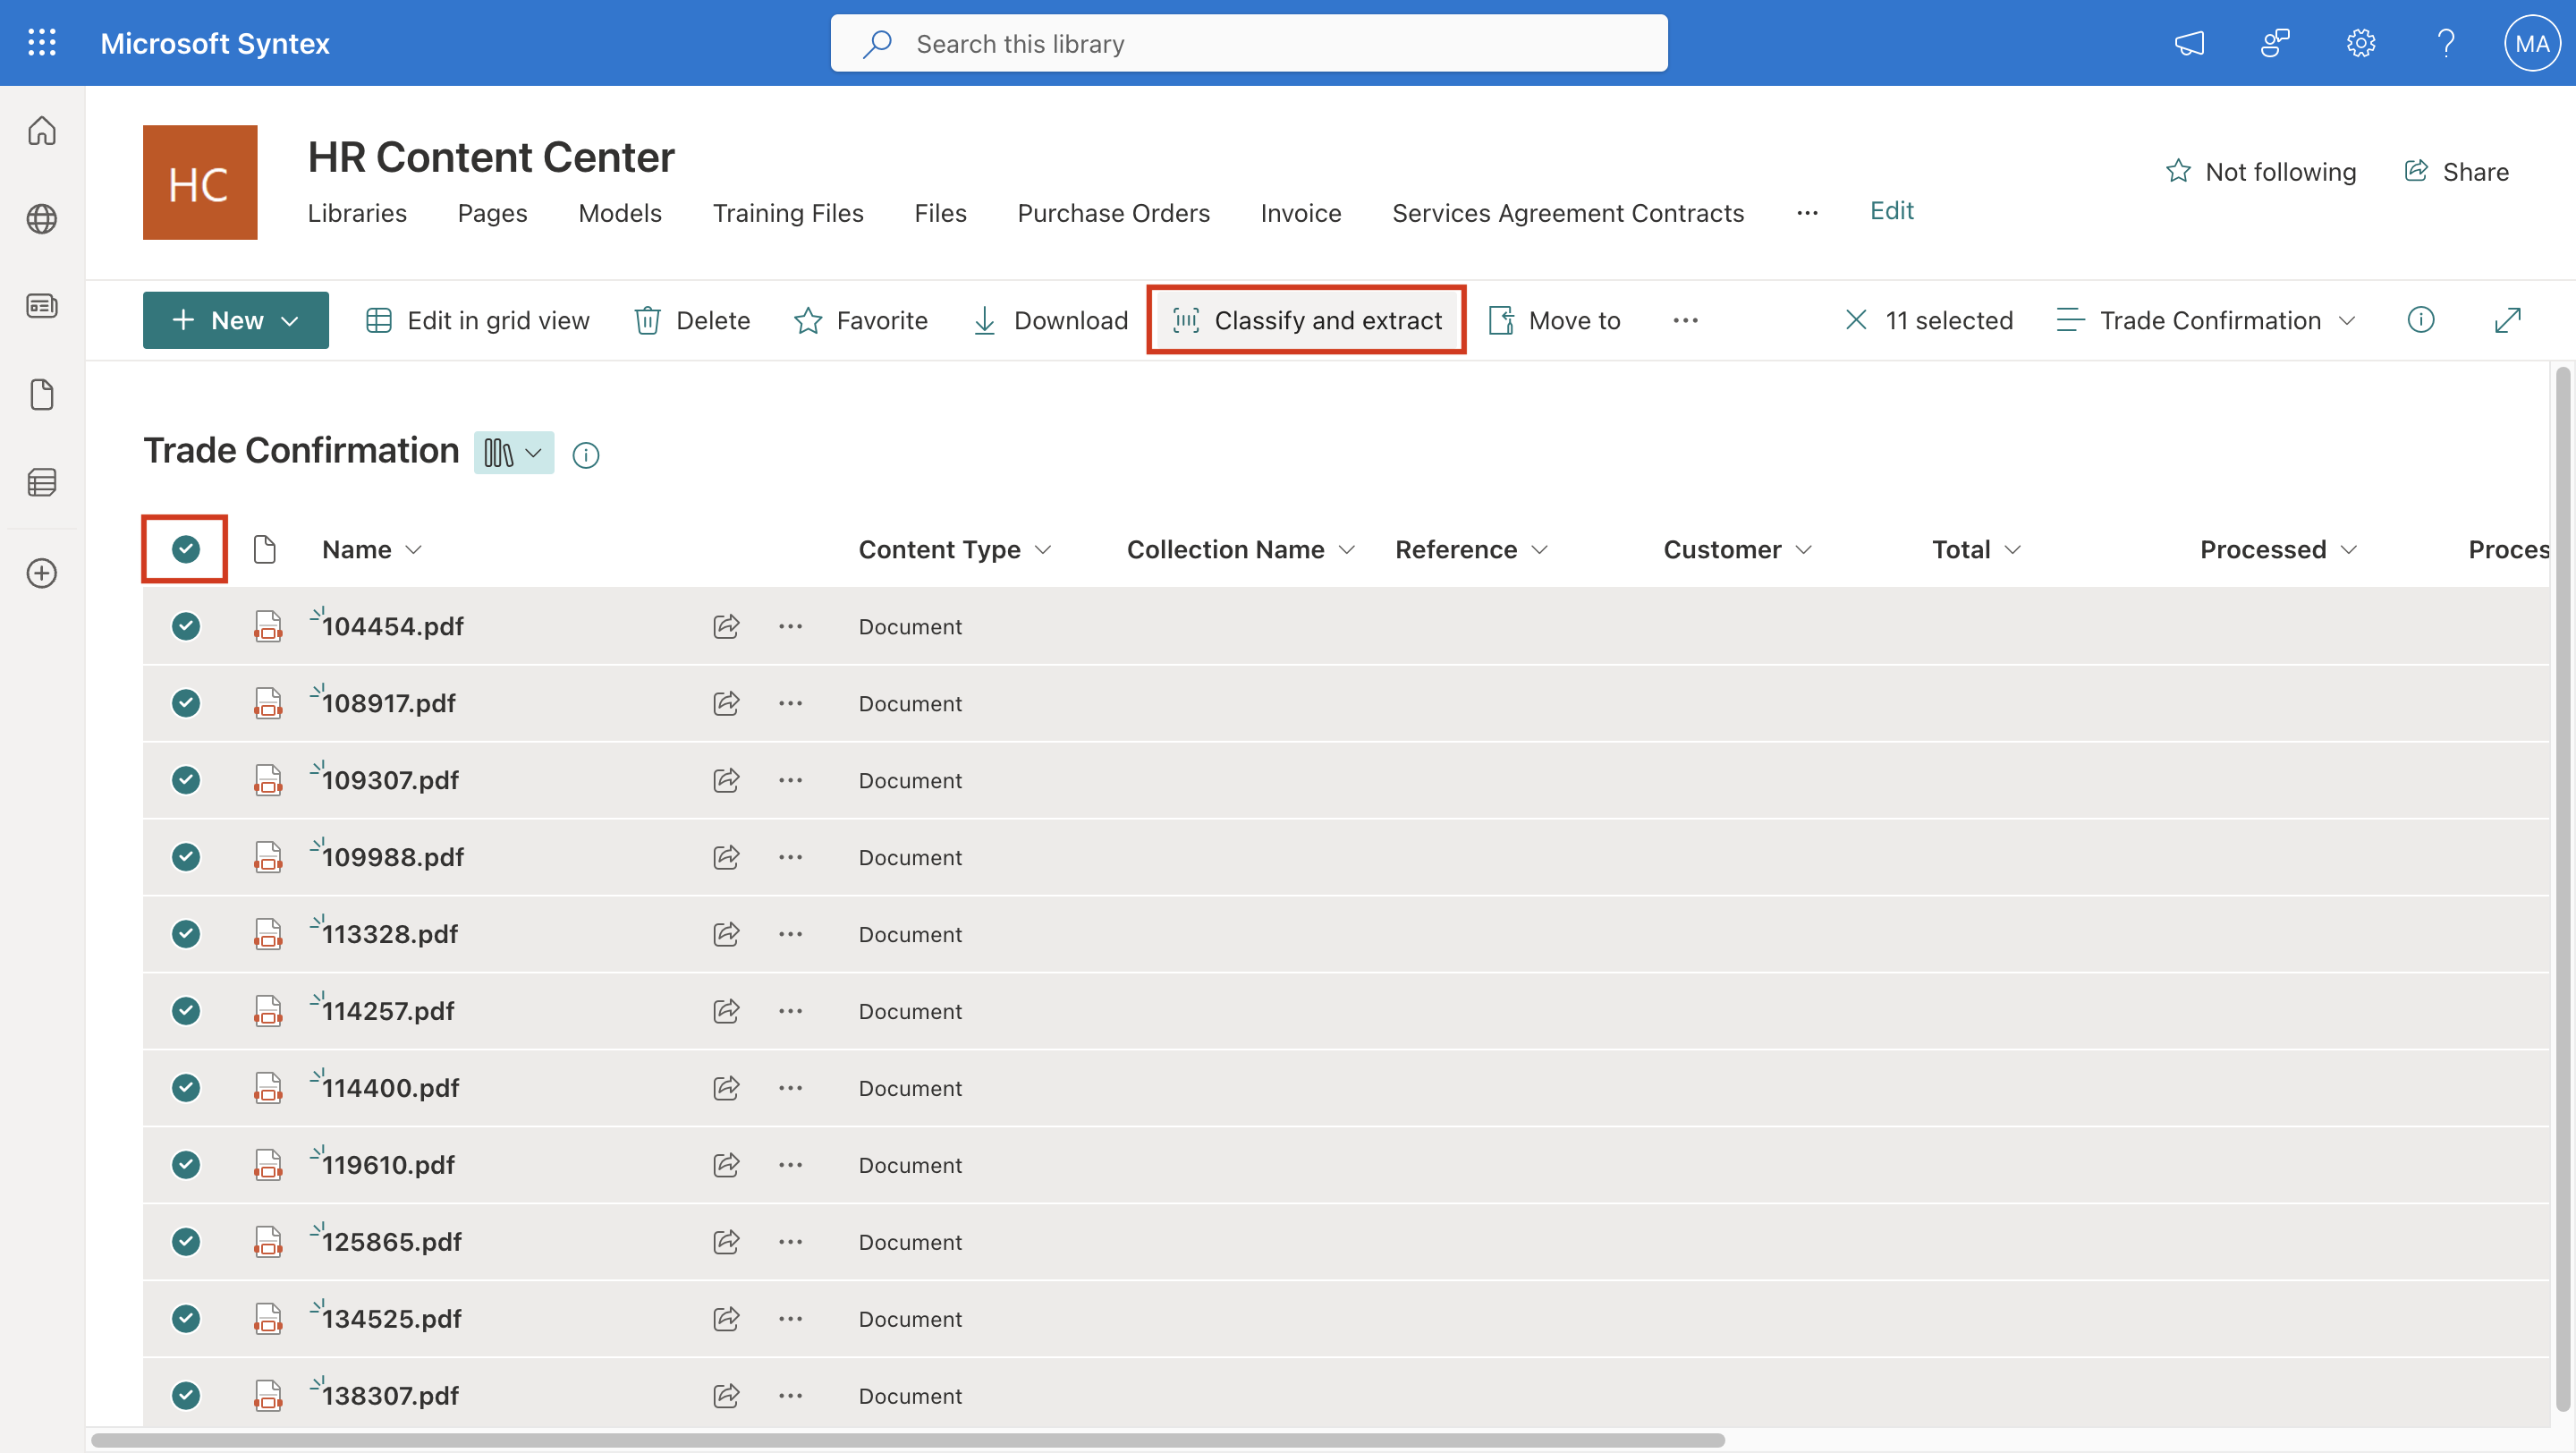 Microsoft Syntex
Search this library
MA
HC
HR Content Center
Not following
Share
Libraries
Pages
Models
Training Files
Files
Purchase Orders
Invoice
Services Agreement Contracts
Edit
New
Edit in grid view
Delete
Favorite
Download
Classify and extract
Move to
11 selected
Trade Confirmation
Trade Confirmation
Name
Content Type
Collection Name
Reference
Customer
Total
Processed
Proces
104454.pdf Document
108917.pdf Document
109307.pdf Document
109988.pdf Document
113328.pdf Document
114257.pdf Document
114400.pdf Document
119610.pdf Document
125865.pdf Document
134525.pdf Document
138307.pdf Document